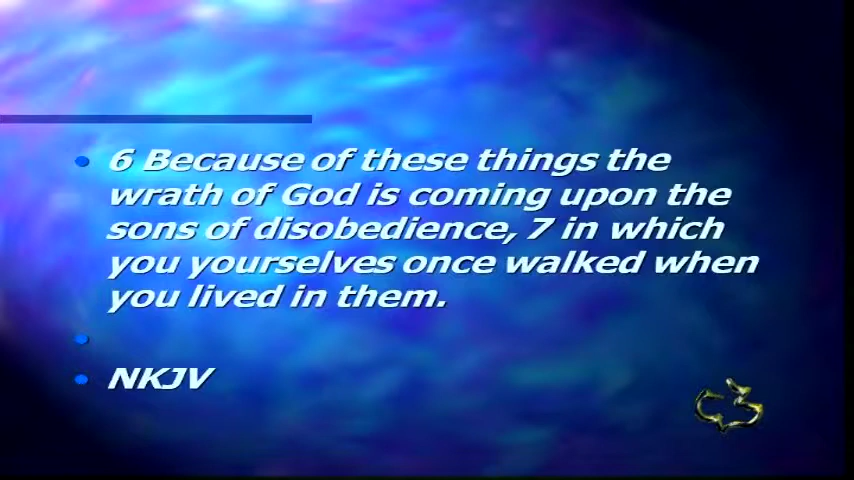 6 Because of these things the
wrath of God is coming upon the
sons of disobedience, 7 in which
you yourselves once walked when
you lived in them.
NKJV
C3